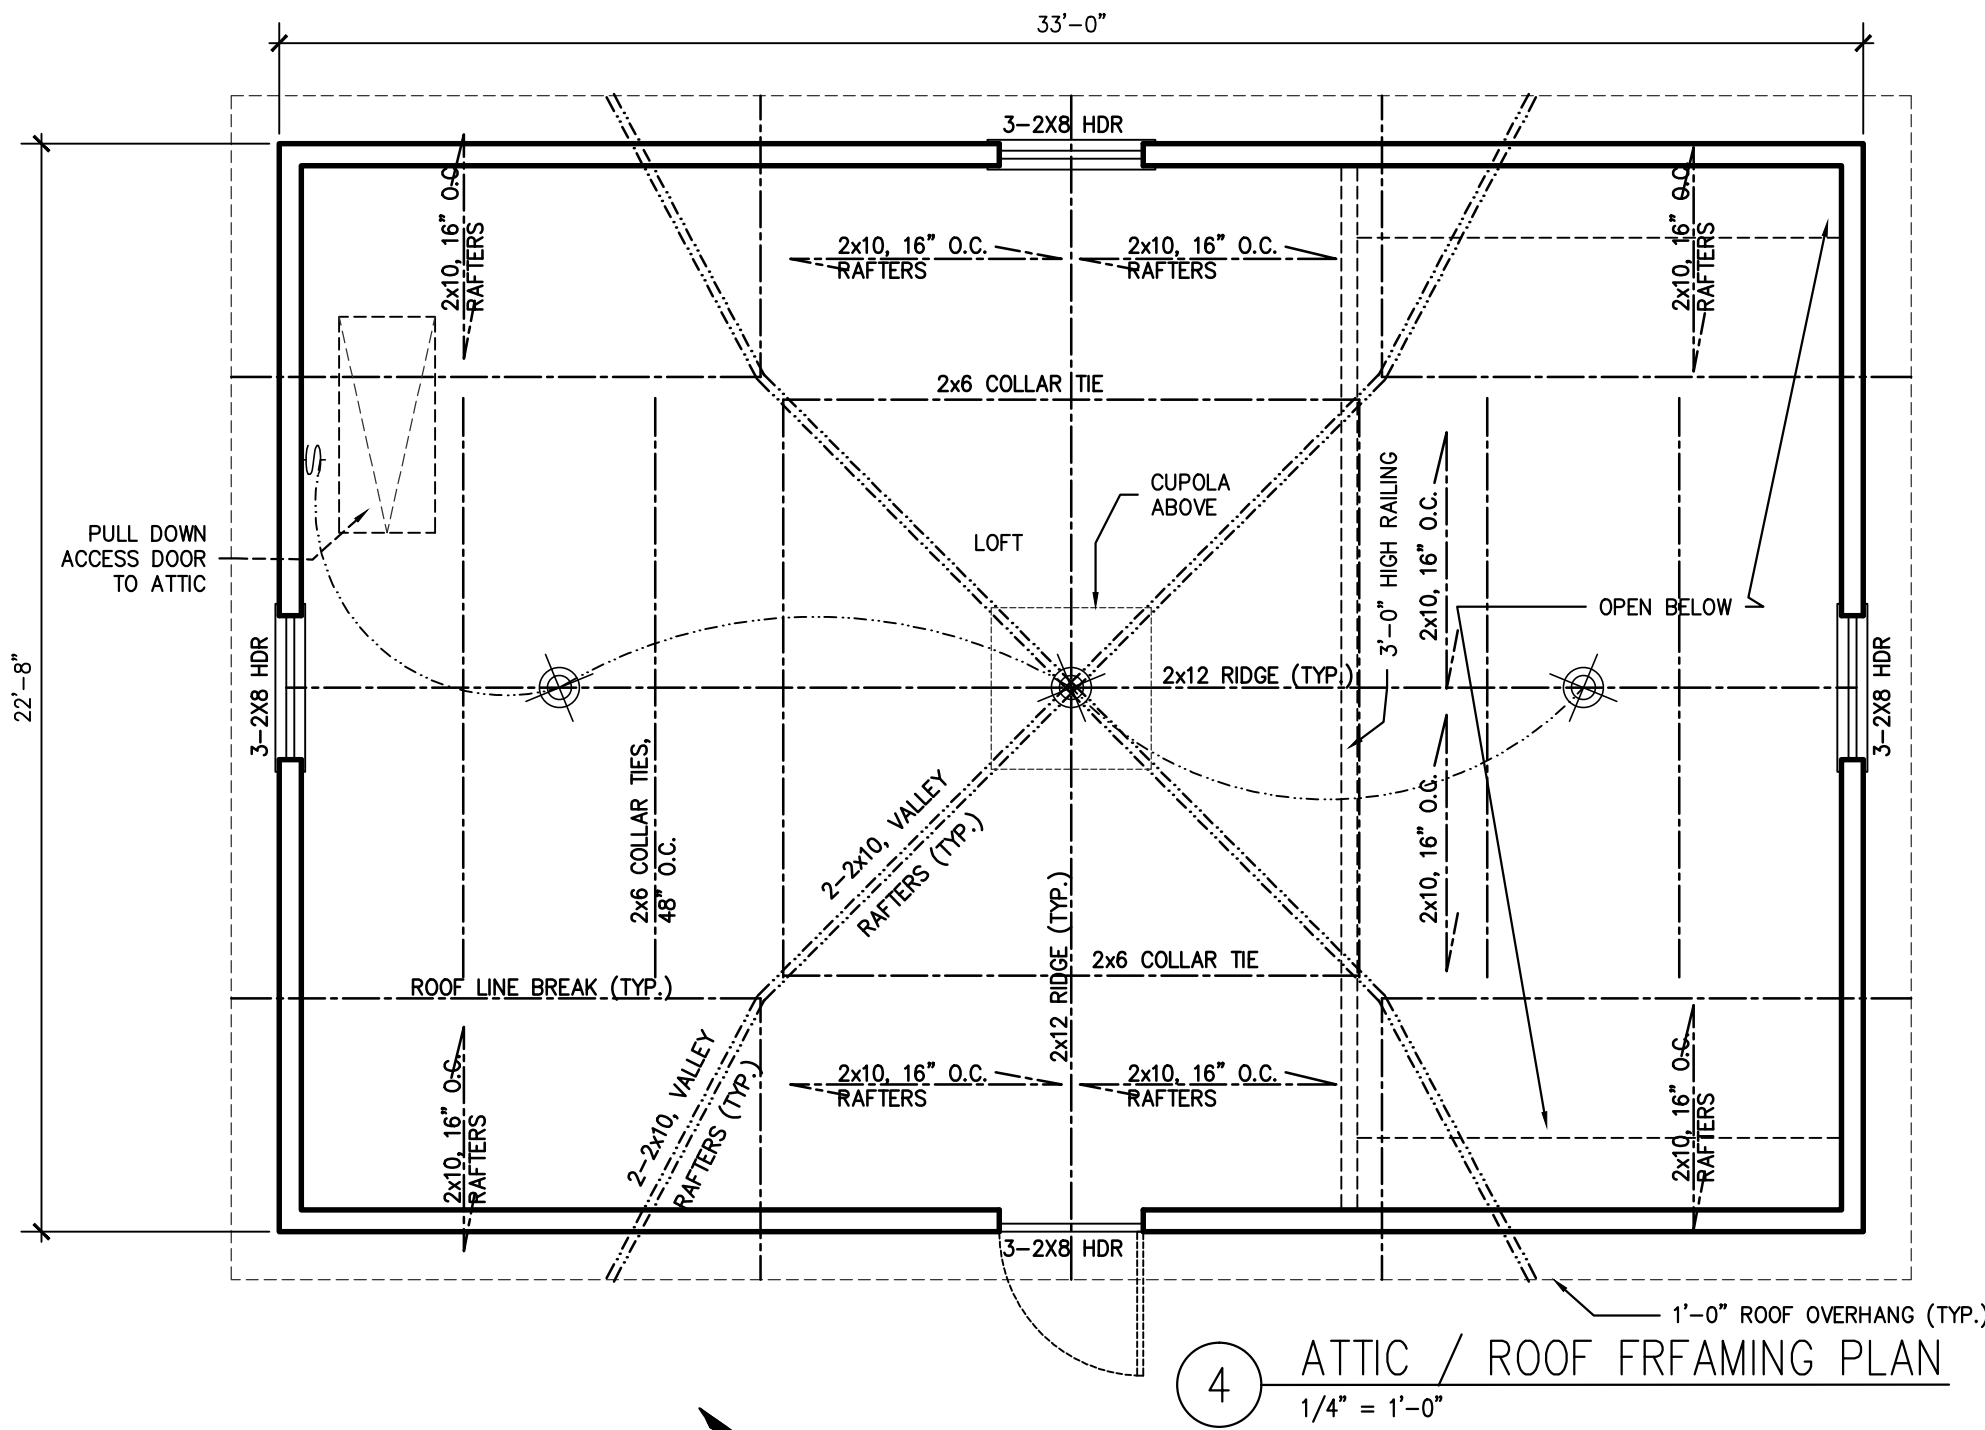 33'-0"
3-2X8 HDR
2x10, 16" O.C.
RAFTERS
2x10, 16" O.C.
RAFTERS
2x10, 16" O.C.
RAFTERS
2x10, 16" O.C.
RAFTERS
2x6 COLLAR TIE
CUPOLA
ABOVE
LOFT
3'-0" HIGH RAILING
2x10, 16" O.C.
PULL DOWN
ACCESS DOOR
TO ATTIC
S
OPEN BELOW
22'-8"
3-2X8 HDR
2x12 RIDGE (TYP.)
3-2X8 HDR
2x6 COLLAR TIES,
48" O.C.
2-2x10, VALLEY
RAFTERS (TYP.)
2x10, 16" O.C.
2x12 RIDGE (TYP.)
2x6 COLLAR TIE
ROOF LINE BREAK (TYP.)
2x10, 16" O.C.
RAFTERS
2-2x10, VALLEY
RAFTERS (TYP.)
2x10, 16" O.C.
RAFTERS
2x10, 16" O.C.
RAFTERS
2x10, 16" O.C.
RAFTERS
3-2X8 HDR
1'-0" ROOF OVERHANG (TYP.)
4
ATTIC / ROOF FRFAMING PLAN
1/4" = 1'-0"